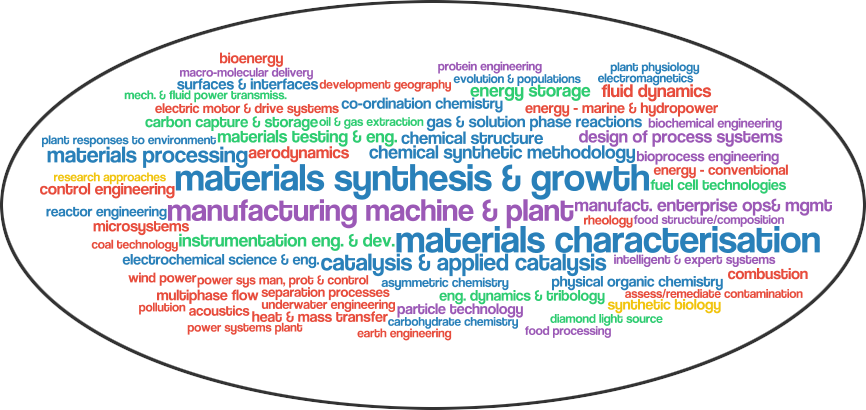 bioenergy
macro-molecular delivery
protein engineering
plant physiology
surfaces & interfaces
development geography
evolution & populations
electromagnetics
mech. & fluid power transmiss.
energy storage
fluid dynamics
electric motor & drive systems
co-ordination chemistry
energy - marine & hydropower
carbon capture & storage
oil & gas extraction
gas & solution phase reactions
biochemical engineering
plant responses to environment
materials testing & eng.
chemical structure
design of process systems
materials processing
aerodynamics
chemical synthetic methodology
bioprocess engineering
research approaches
materials synthesis & growth
energy - conventional
control engineering
fuel cell technologies
reactor engineering
manufacturing machine & plant
manufact. enterprise ops& mgmt
microsystems
rheology
food structure/composition
coal technology
instrumentation eng. & dev.
materials characterisation
electrochemical science & eng.
catalysis & applied catalysis
intelligent & expert systems
wind power
power sys man, prot & control
asymmetric chemistry
physical organic chemistry
combustion
multiphase flow
separation processes
eng. dynamics & tribology
assess/remediate contamination
pollution
acoustics
underwater engineering
particle technology
synthetic biology
heat & mass transfer
carbohydrate chemistry
diamond light source
power systems plant
earth engineering
food processing